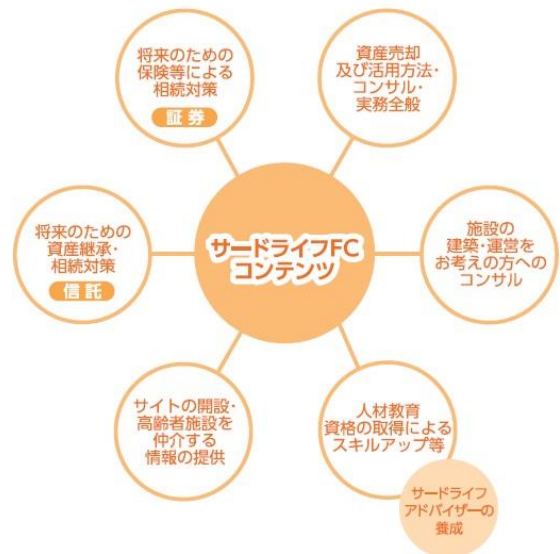 将来のための
保険等による
相続対策
証券
資産売却
及び活用方法・
コンサル・
実務全般
将来のための
資産継承・
相続対策
信託
サードライフFC
コンテンツ
施設の
建築・運営を
お考えの方への
コンサル
サイトの開設・
高齢者施設を
仲介する
情報の提供
人材教育
資格の取得による
スキルアップ等
サードライフ
アドバイザーの
養成